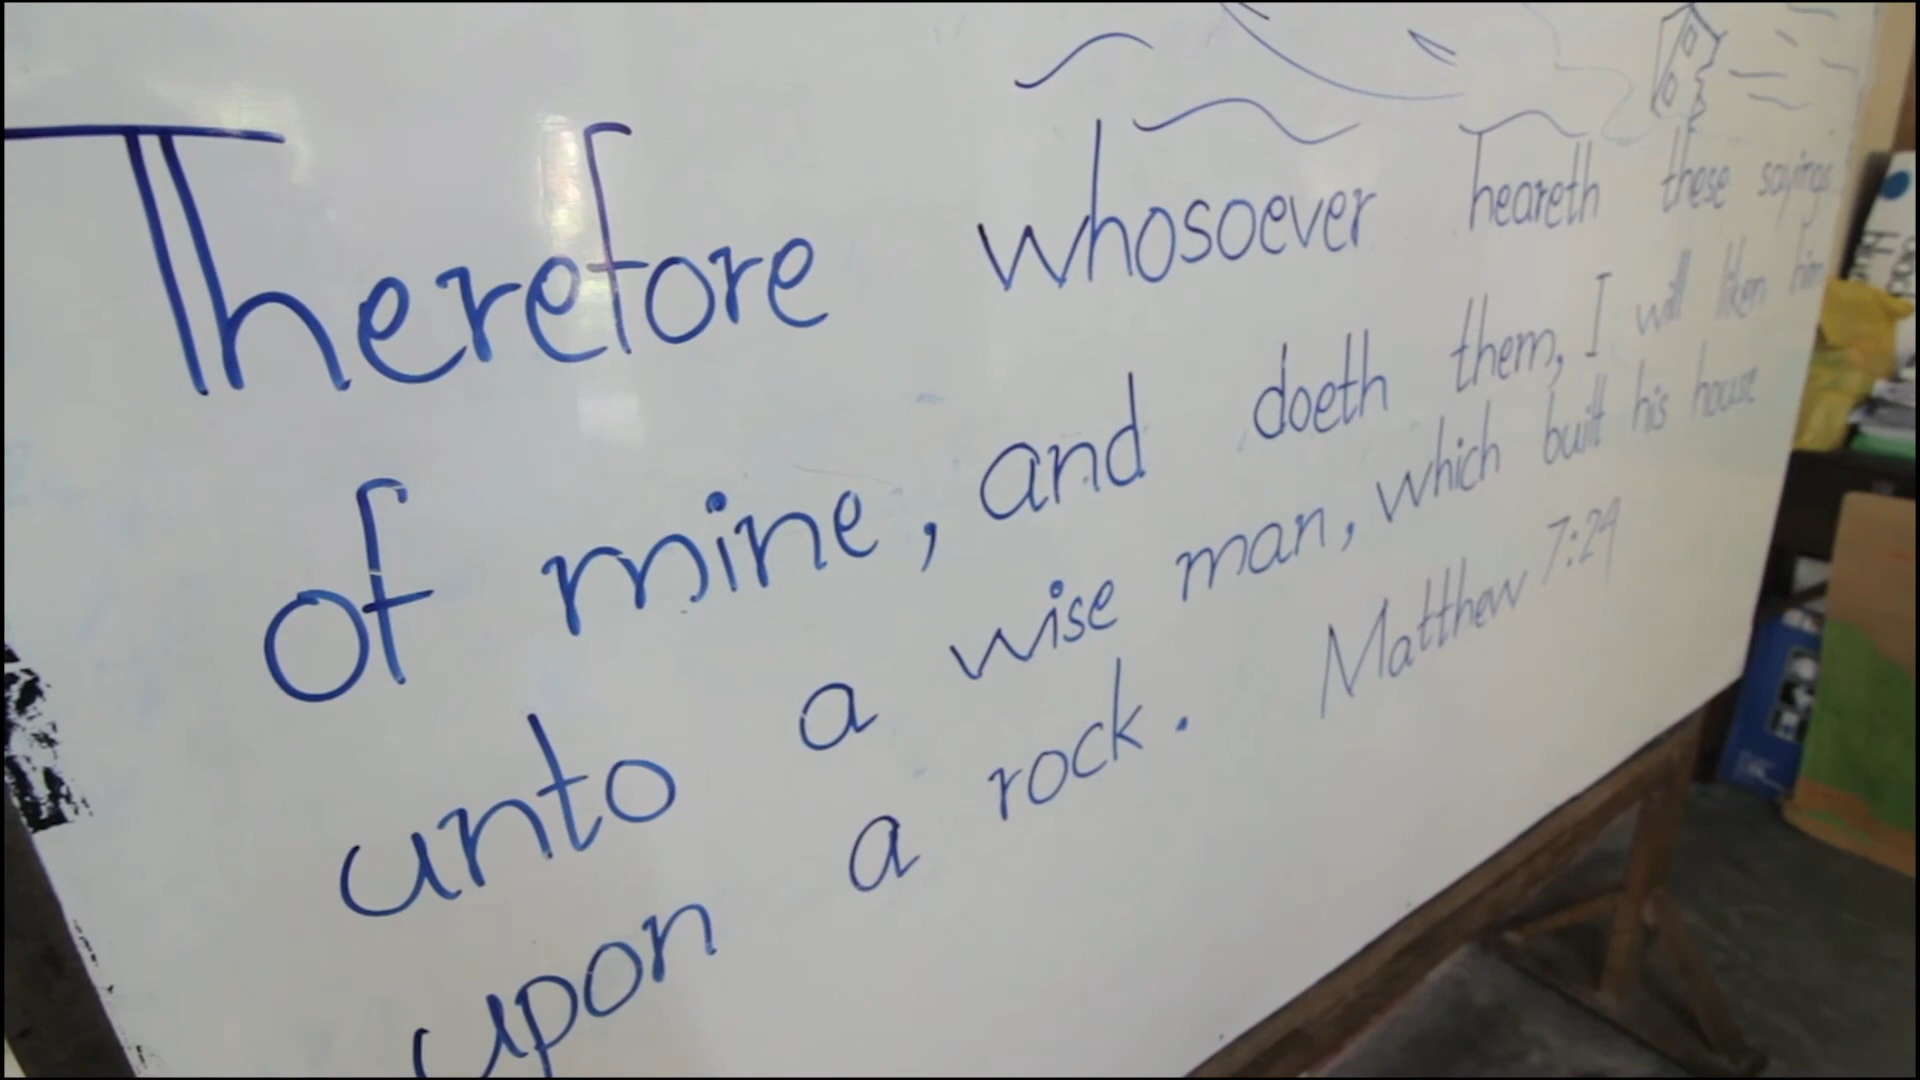 Therefore whosoever heareth these sayings
of mine, and doeth them, I will liken him
unto a wise man, which built his house
upon a rock. Matthew 7:24